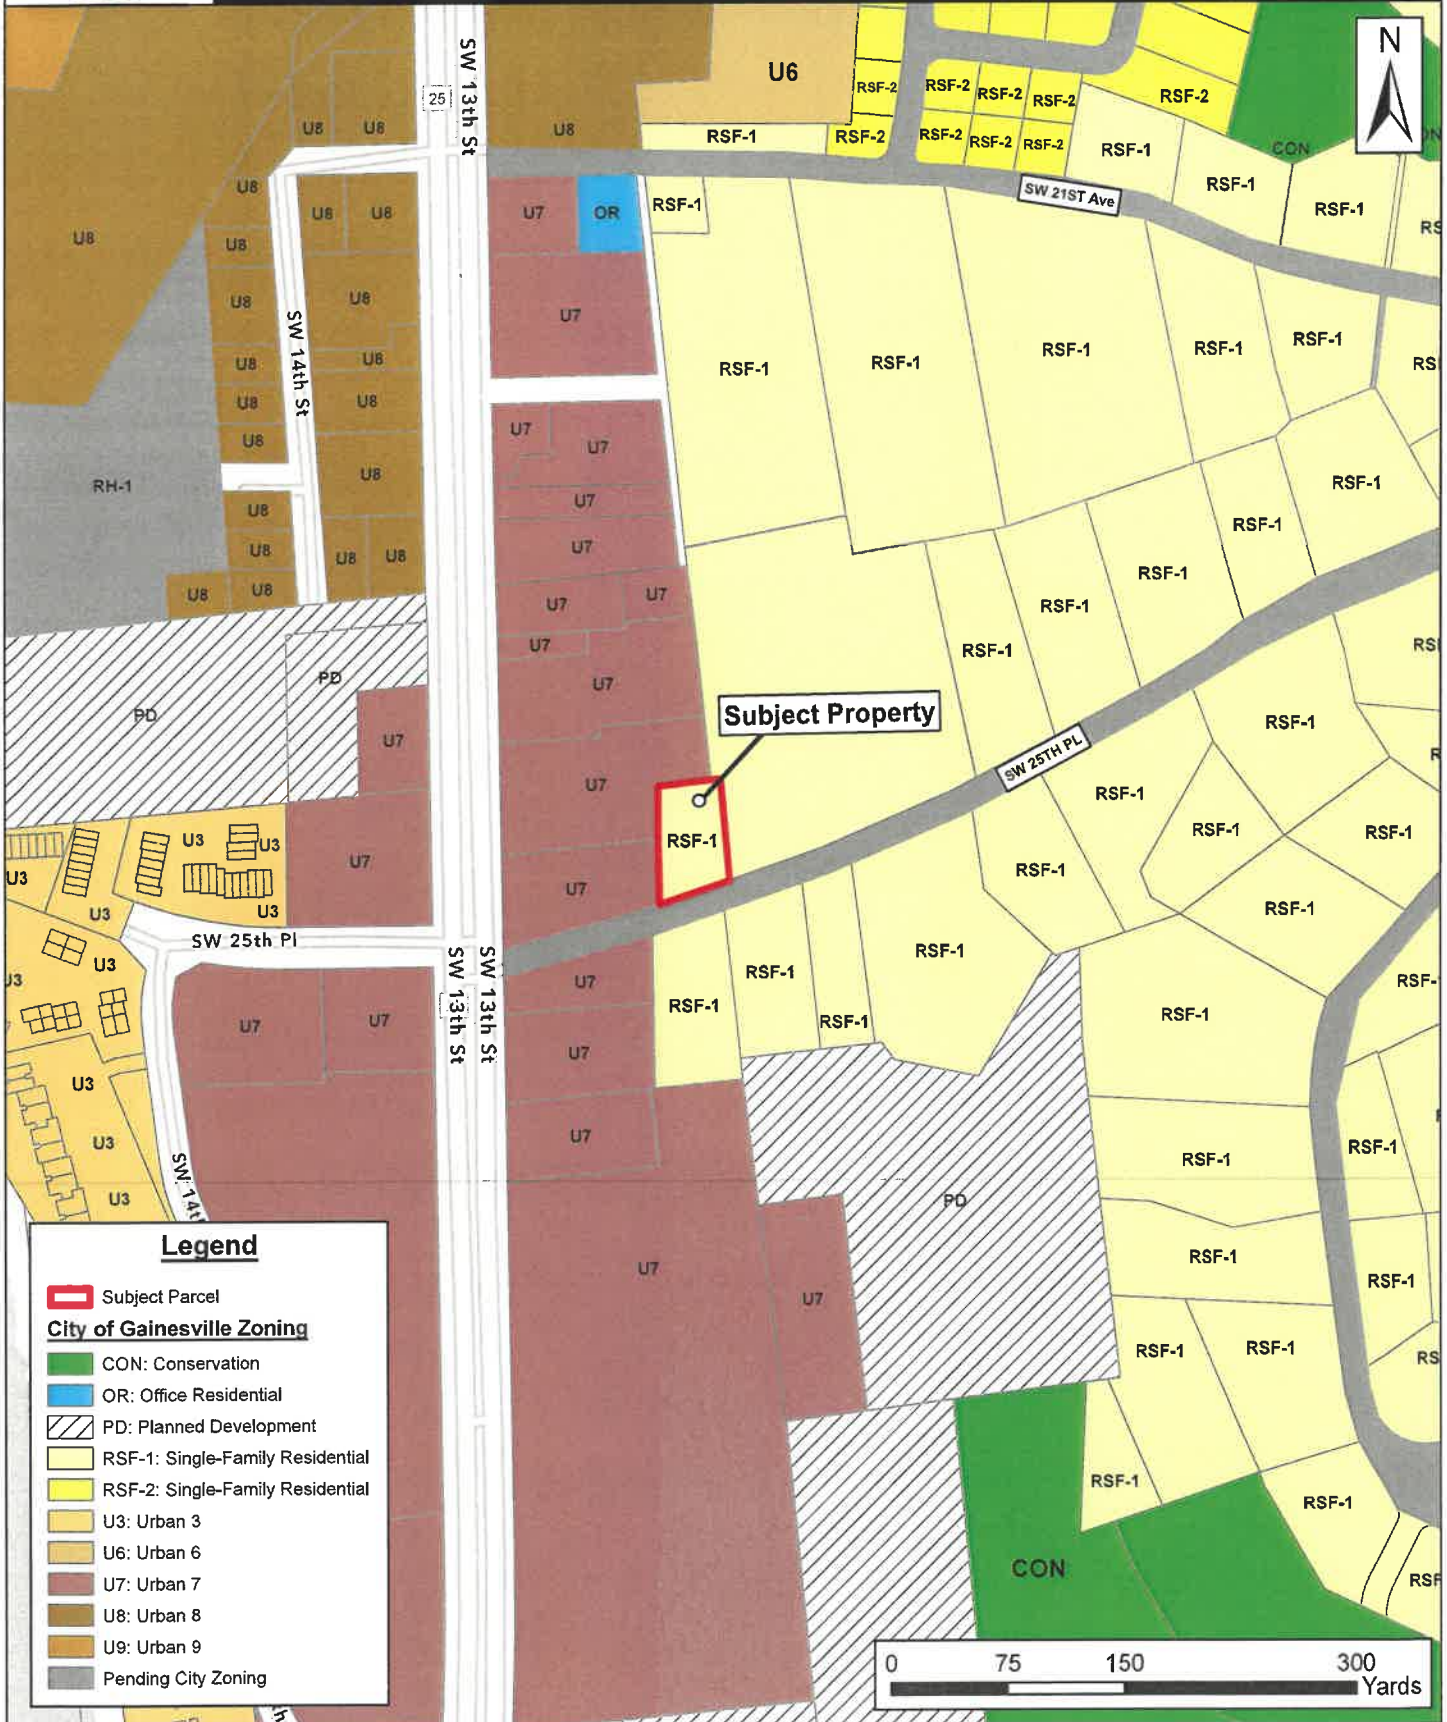 SW 13th St
25
U6
U8
U8
U8
RSF-1
RSF-2
RSF-2
RSF-2
RSF-2
RSF-2
RSF-2
RSF-2
RSF-2
RSF-2
RSF-1
CON
N
U8
U8
U8
U7
OR
RSF-1
SW 21ST Ave
RSF-1
RSF-1
U8
U8
U8
U8
U7
SW 14th St
U8
U8
RSF-1
RSF-1
RSF-1
RSF-1
RSF-1
U8
U8
U8
U7
U7
RH-1
U8
U7
RSF-1
U8
U7
RSF-1
U8
U8
U8
U7
RSF-1
U8
U8
U7
U7
RSF-1
U7
RSF-1
PD
PD
U7
Subject Property
RSF-1
U7
U7
SW 25TH PL
RSF-1
U3
U3
U7
RSF-1
RSF-1
RSF-1
U3
U3
U3
U7
RSF-1
RSF-1
SW 25th Pl
U3
SW 13th St
SW 13th St
U7
RSF-1
RSF-1
U7
U7
RSF-1
RSF-1
RSF-1
U3
U7
U3
U7
RSF-1
RSF-1
U3
PD
SW 14t
U7
U7
RSF-1
RSF-1
RSF-1
RSF-1
RSF-1
RSF-1
CON
Legend
Subject Parcel
City of Gainesville Zoning
CON: Conservation
OR: Office Residential
PD: Planned Development
RSF-1: Single-Family Residential
RSF-2: Single-Family Residential
U3: Urban 3
U6: Urban 6
U7: Urban 7
U8: Urban 8
U9: Urban 9
Pending City Zoning
0 75 150 300
Yards